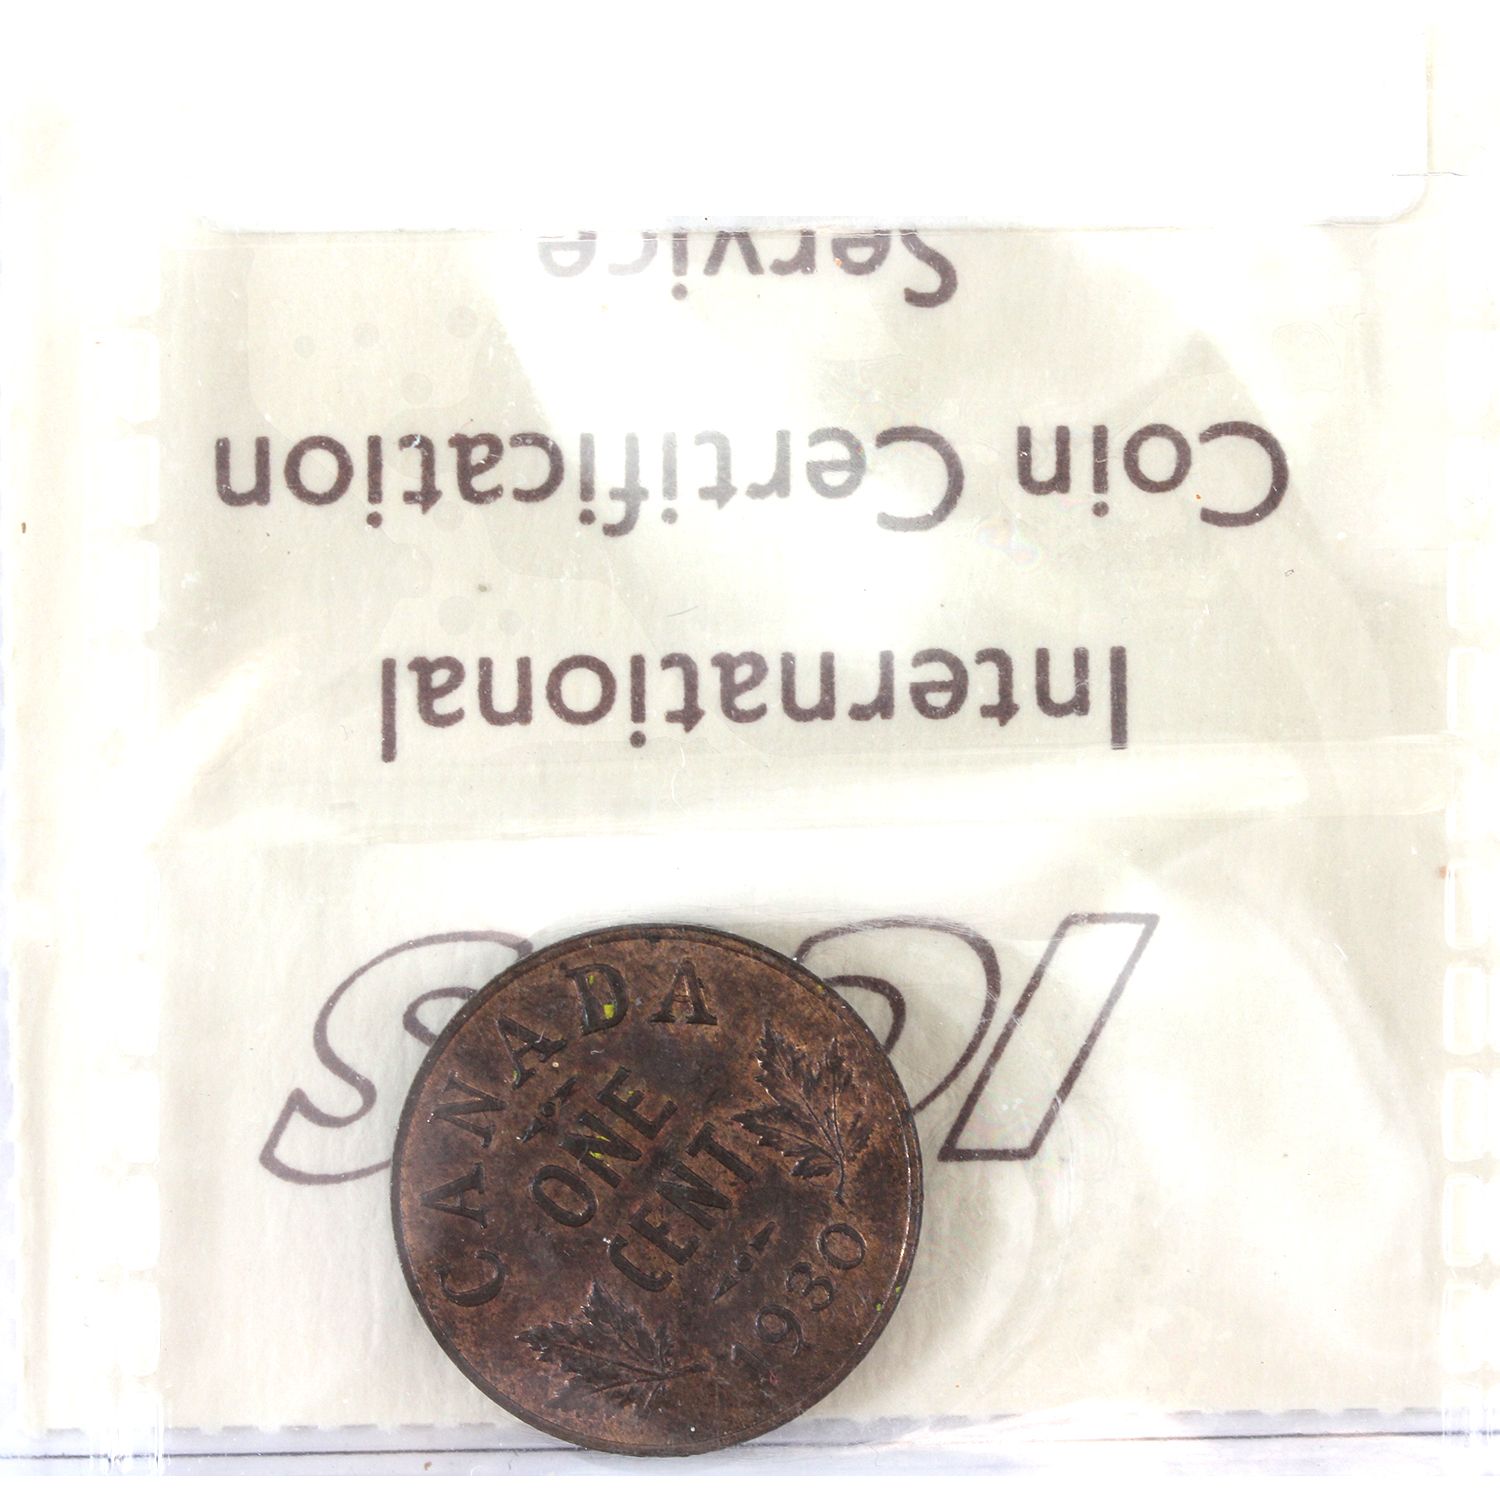 ICCS
International
Coin Certification
Service
CANADA
ONE
CENT
1930